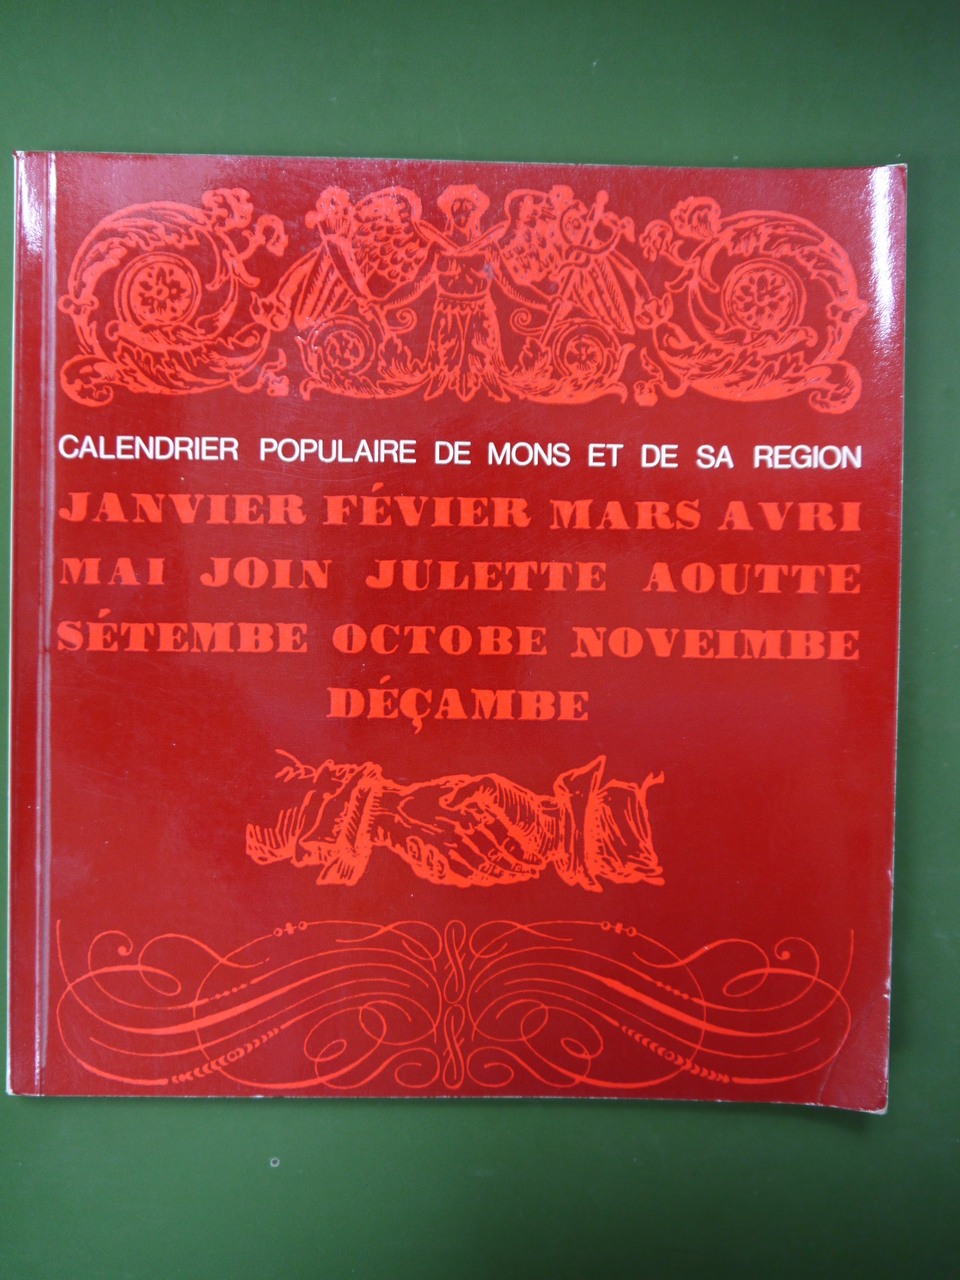 CALENDRIER POPULAIRE DE MONS ET DE SA REGION
JANVIER FÉVIER MARS AVRI
MAI JOIN JULETTE AOUTTE
SÉTEMBE OCTOBE NOVEIMBE
DÉÇAMBE